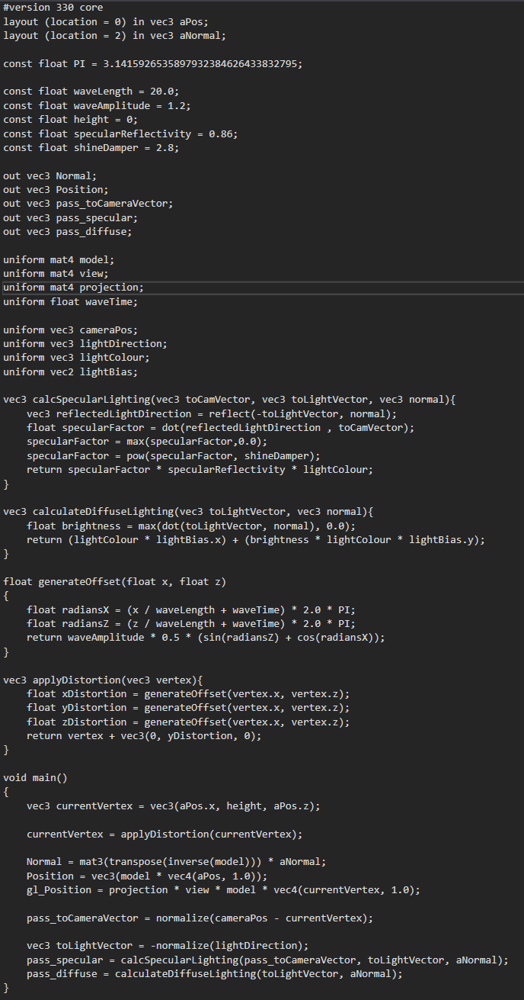 #version 330 core
layout (location = 0) in vec3 aPos;
layout (location = 2) in vec3 aNormal;

const float PI = 3.1415926535897932384626433832795;

const float waveLength = 20.0;
const float waveAmplitude = 1.2;
const float height = 0;
const float specularReflectivity = 0.86;
const float shineDamper = 2.8;

out vec3 Normal;
out vec3 Position;
out vec3 pass_toCameraVector;
out vec3 pass_specular;
out vec3 pass_diffuse;

uniform mat4 model;
uniform mat4 view;
uniform mat4 projection;
uniform float waveTime;

uniform vec3 cameraPos;
uniform vec3 lightDirection;
uniform vec3 lightColour;
uniform vec2 lightBias;

vec3 calcSpecularLighting(vec3 toCamVector, vec3 toLightVector, vec3 normal){
    vec3 reflectedLightDirection = reflect(-toLightVector, normal);
    float specularFactor = dot(reflectedLightDirection , toCamVector);
    specularFactor = max(specularFactor,0.0);
    specularFactor = pow(specularFactor, shineDamper);
    return specularFactor * specularReflectivity * lightColour;
}

vec3 calculateDiffuseLighting(vec3 toLightVector, vec3 normal){
    float brightness = max(dot(toLightVector, normal), 0.0);
    return (lightColour * lightBias.x) + (brightness * lightColour * lightBias.y);
}

float generateOffset(float x, float z)
{
    float radiansX = (x / waveLength + waveTime) * 2.0 * PI;
    float radiansZ = (z / waveLength + waveTime) * 2.0 * PI;
    return waveAmplitude * 0.5 * (sin(radiansZ) + cos(radiansX));
}

vec3 applyDistortion(vec3 vertex){
    float xDistortion = generateOffset(vertex.x, vertex.z);
    float yDistortion = generateOffset(vertex.x, vertex.z);
    float zDistortion = generateOffset(vertex.x, vertex.z);
    return vertex + vec3(0, yDistortion, 0);
}

void main()
{
    vec3 currentVertex = vec3(aPos.x, height, aPos.z);

    currentVertex = applyDistortion(currentVertex);

    Normal = mat3(transpose(inverse(model))) * aNormal;
    Position = vec3(model * vec4(aPos, 1.0));
    gl_Position = projection * view * model * vec4(currentVertex, 1.0);

    pass_toCameraVector = normalize(cameraPos - currentVertex);

    vec3 toLightVector = -normalize(lightDirection);
    pass_specular = calcSpecularLighting(pass_toCameraVector, toLightVector, aNormal);
    pass_diffuse = calculateDiffuseLighting(toLightVector, aNormal);
}